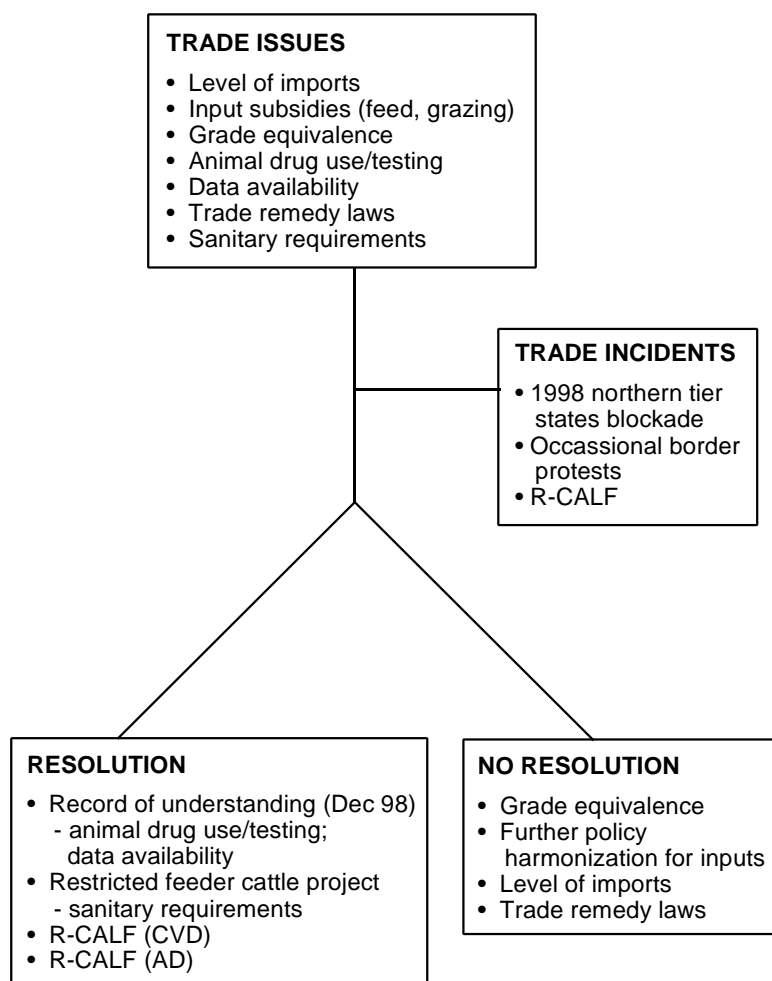 TRADE ISSUES
• Level of imports
• Input subsidies (feed, grazing)
• Grade equivalence
• Animal drug use/testing
• Data availability
• Trade remedy laws
• Sanitary requirements
TRADE INCIDENTS
• 1998 northern tier
states blockade
• Occassional border
protests
• R-CALF
RESOLUTION
• Record of understanding (Dec 98)
- animal drug use/testing;
data availability
• Restricted feeder cattle project
- sanitary requirements
• R-CALF (CVD)
• R-CALF (AD)
NO RESOLUTION
• Grade equivalence
• Further policy
harmonization for inputs
• Level of imports
• Trade remedy laws